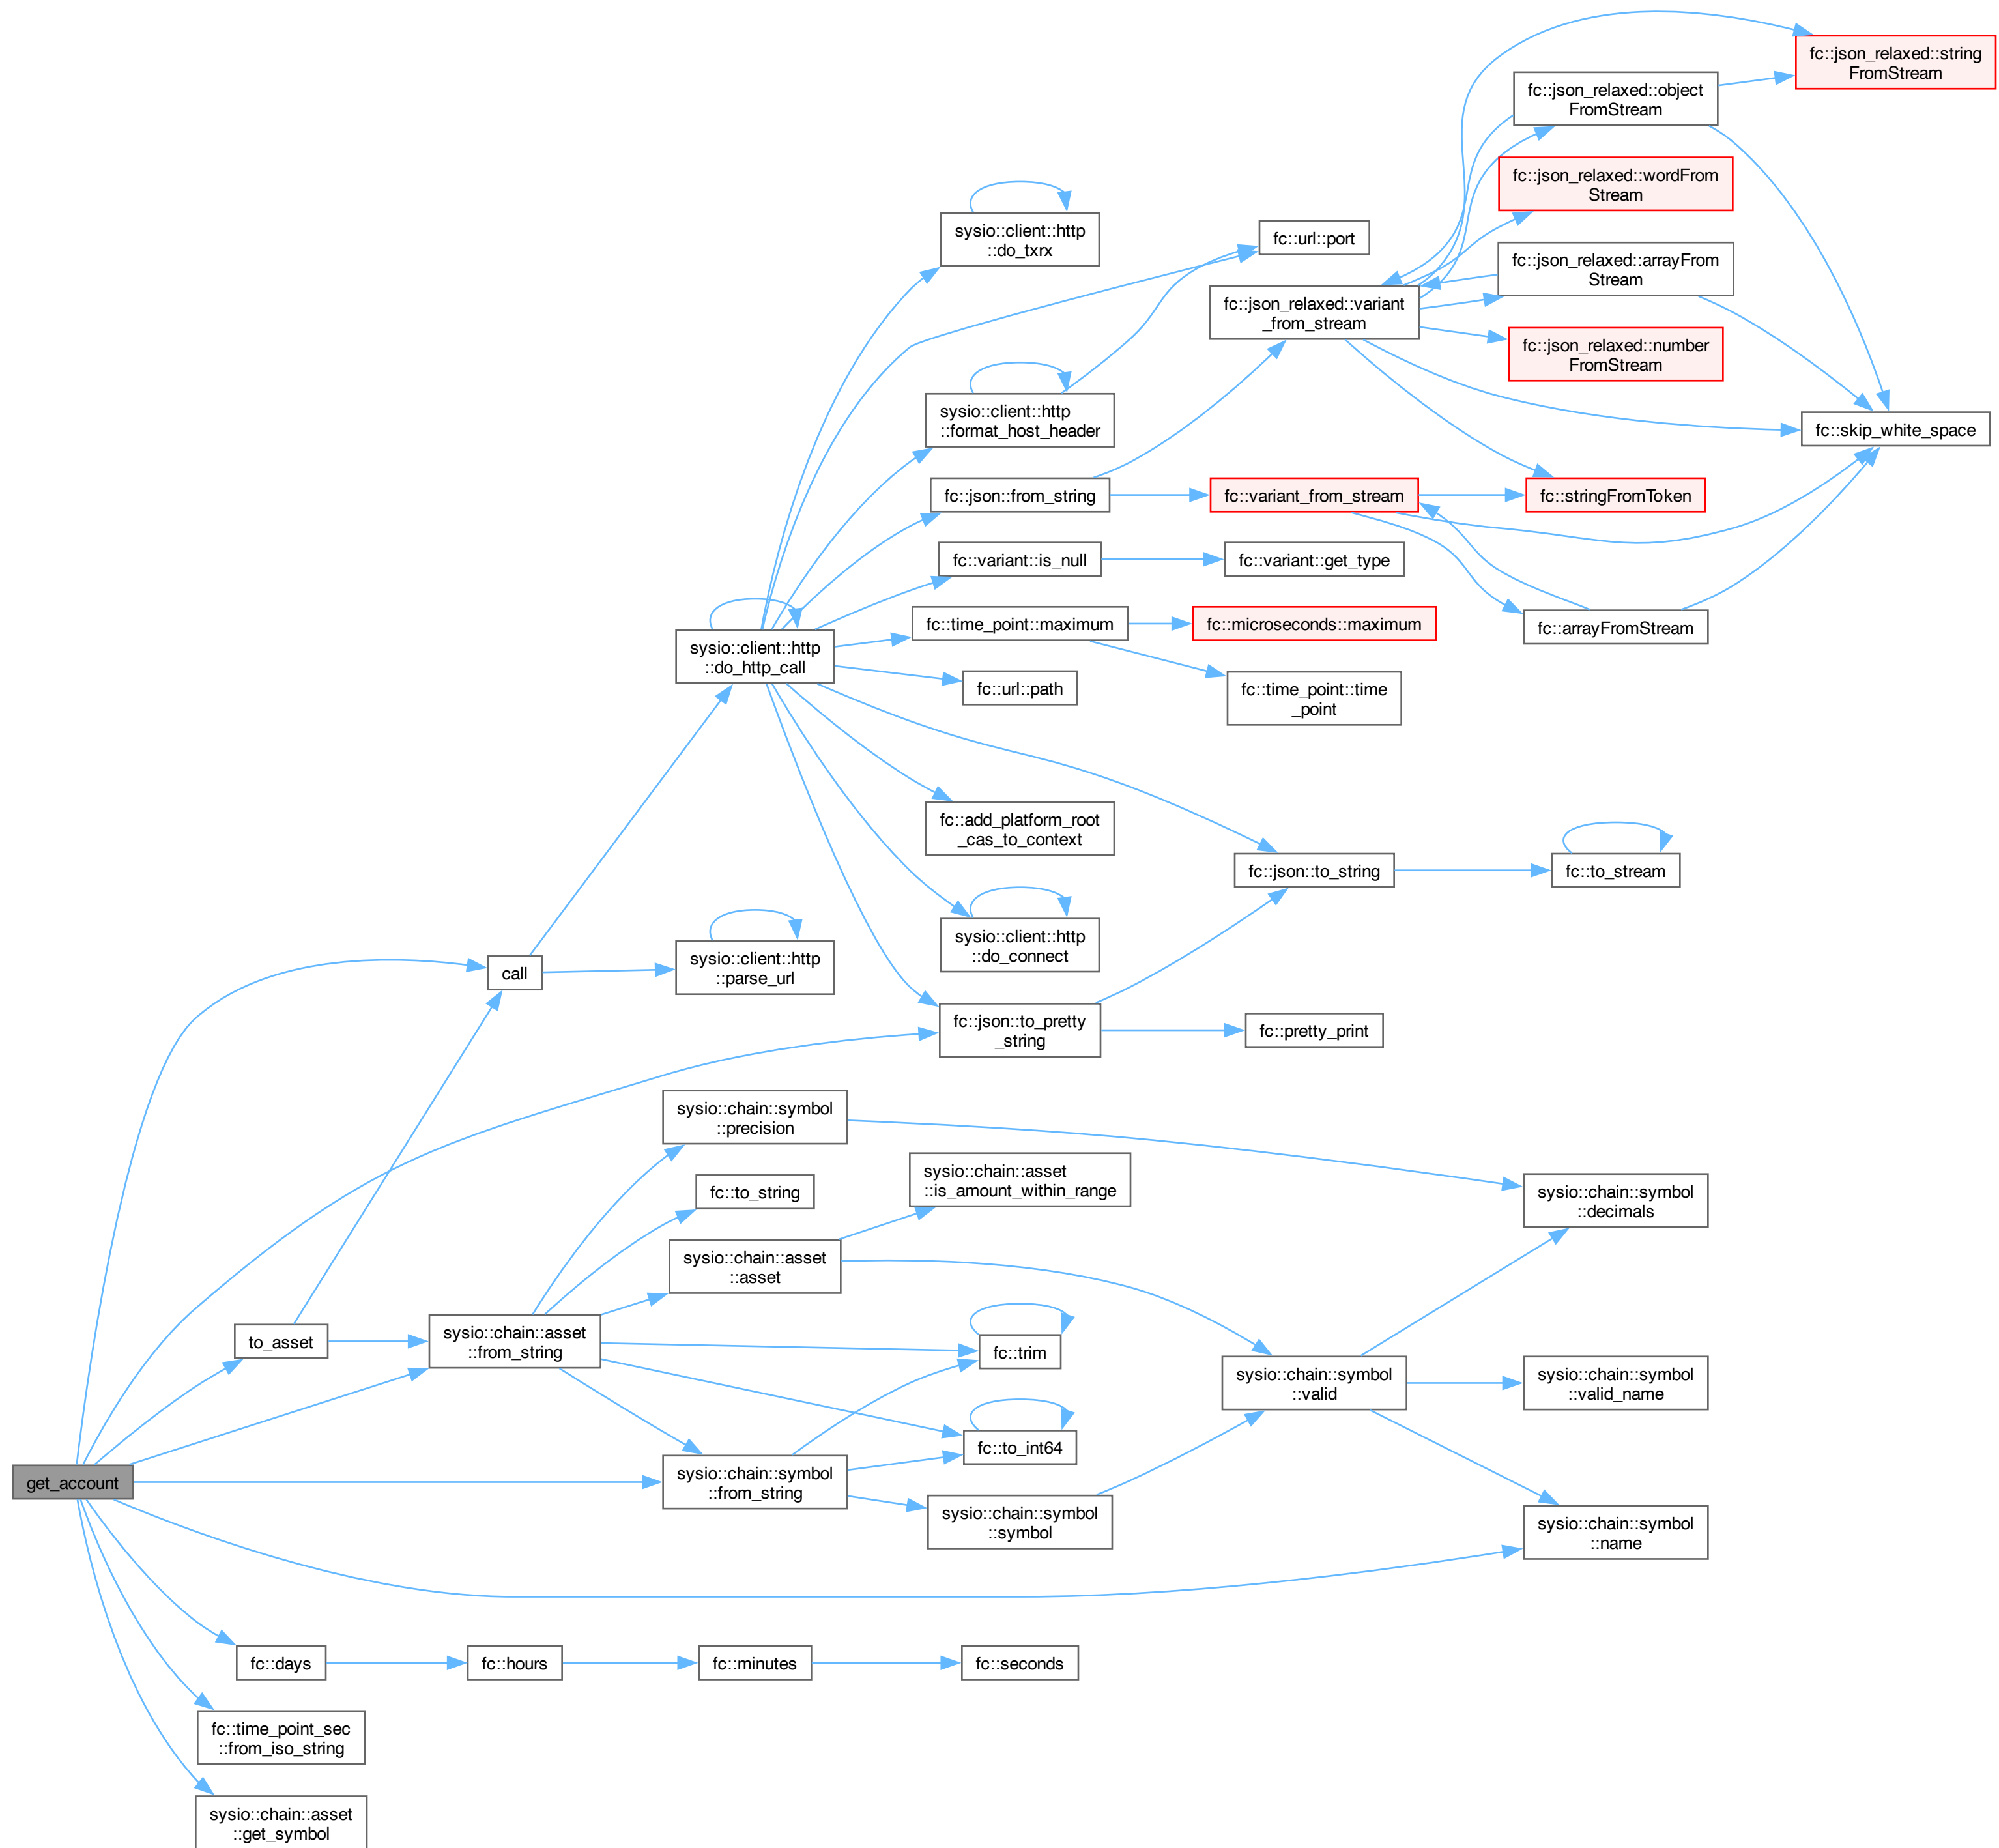 fc::json_relaxed::string
FromStream
fc::json_relaxed::object
FromStream
fc::json_relaxed::wordFrom
Stream
sysio::client::http
::do_txrx
fc::url::port
fc::json_relaxed::arrayFrom
Stream
fc::json_relaxed::variant
_from_stream
fc::json_relaxed::number
FromStream
sysio::client::http
::format_host_header
fc::skip_white_space
fc::json::from_string
fc::variant_from_stream
fc::stringFromToken
fc::variant::is_null
fc::variant::get_type
fc::time_point::maximum
fc::microseconds::maximum
fc::arrayFromStream
sysio::client::http
::do_http_call
fc::url::path
fc::time_point::time
_point
fc::add_platform_root
_cas_to_context
fc::json::to_string
fc::to_stream
sysio::client::http
::do_connect
call
sysio::client::http
::parse_url
fc::json::to_pretty
_string
fc::pretty_print
sysio::chain::symbol
::precision
sysio::chain::asset
::is_amount_within_range
fc::to_string
sysio::chain::symbol
::decimals
sysio::chain::asset
::asset
to_asset
sysio::chain::asset
::from_string
fc::trim
sysio::chain::symbol
::valid
sysio::chain::symbol
::valid_name
fc::to_int64
get_account
sysio::chain::symbol
::from_string
sysio::chain::symbol
::symbol
sysio::chain::symbol
::name
fc::days
fc::hours
fc::minutes
fc::seconds
fc::time_point_sec
::from_iso_string
sysio::chain::asset
::get_symbol